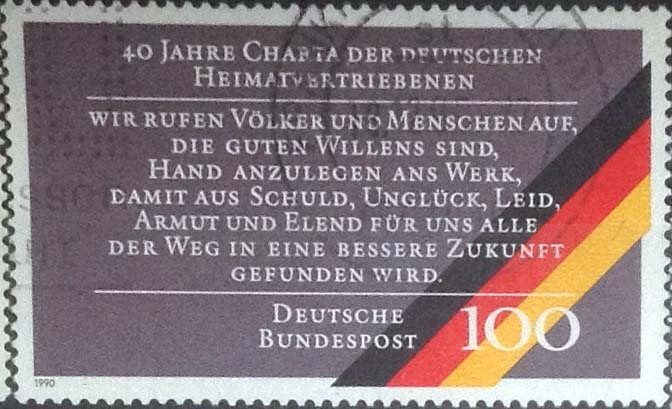 40 JAHRE CHARTA DER DEUTSCHEN
HEIMATVERTRIEBENEN
WIR RUFEN VÖLKER UND MENSCHEN AUF,
DIE GUTEN WILLENS SIND,
HAND ANZULEGEN ANS WERK,
DAMIT AUS SCHULD, UNGLÜCK, LEID,
ARMUT UND ELEND FÜR UNS ALLE
DER WEG IN EINE BESSERE ZUKUNFT
GEFUNDEN WIRD.
DEUTSCHE
BUNDESPOST 100
1990